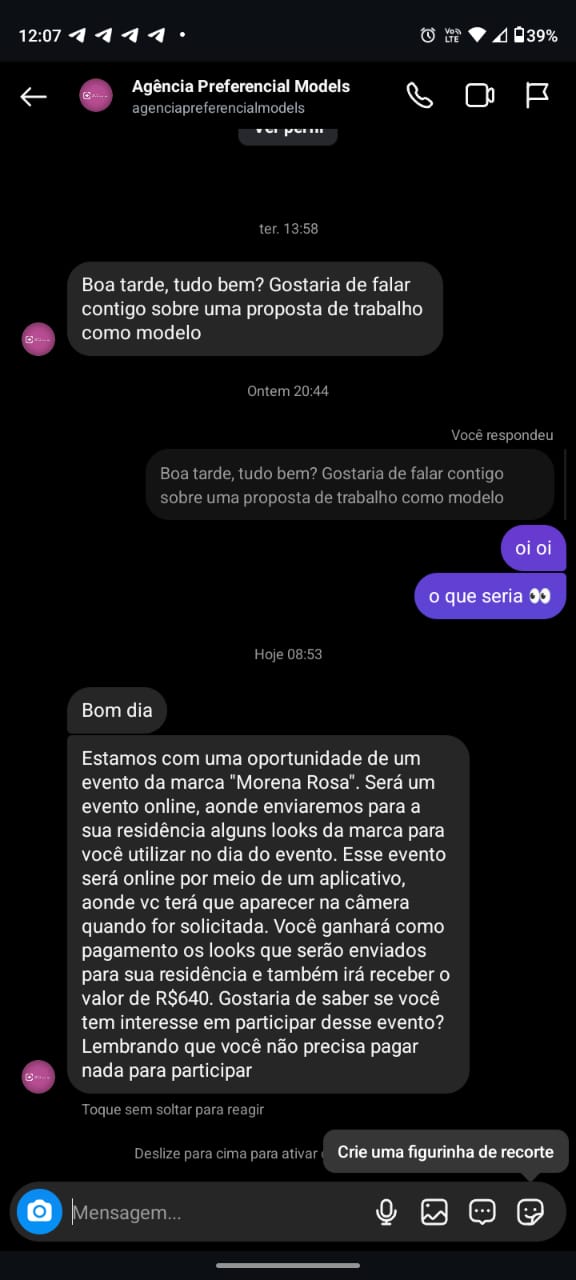 12:07
Vo) LTE
39%
Agência Preferencial Models
agenciapreferencialmodels
Ver perfil
ter. 13:58
Boa tarde, tudo bem? Gostaria de falar
contigo sobre uma proposta de trabalho
como modelo
Ontem 20:44
Você respondeu
Boa tarde, tudo bem? Gostaria de falar contigo
sobre uma proposta de trabalho como modelo
oi oi
o que seria 👀
Hoje 08:53
Bom dia
Estamos com uma oportunidade de um
evento da marca "Morena Rosa". Será um
evento online, aonde enviaremos para a
sua residência alguns looks da marca para
você utilizar no dia do evento. Esse evento
será online por meio de um aplicativo,
aonde vc terá que aparecer na câmera
quando for solicitada. Você ganhará como
pagamento os looks que serão enviados
para sua residência e também irá receber o
valor de R$640. Gostaria de saber se você
tem interesse em participar desse evento?
Lembrando que você não precisa pagar
nada para participar
Toque sem soltar para reagir
Deslize para cima para ativar
Crie uma figurinha de recorte
Mensagem...